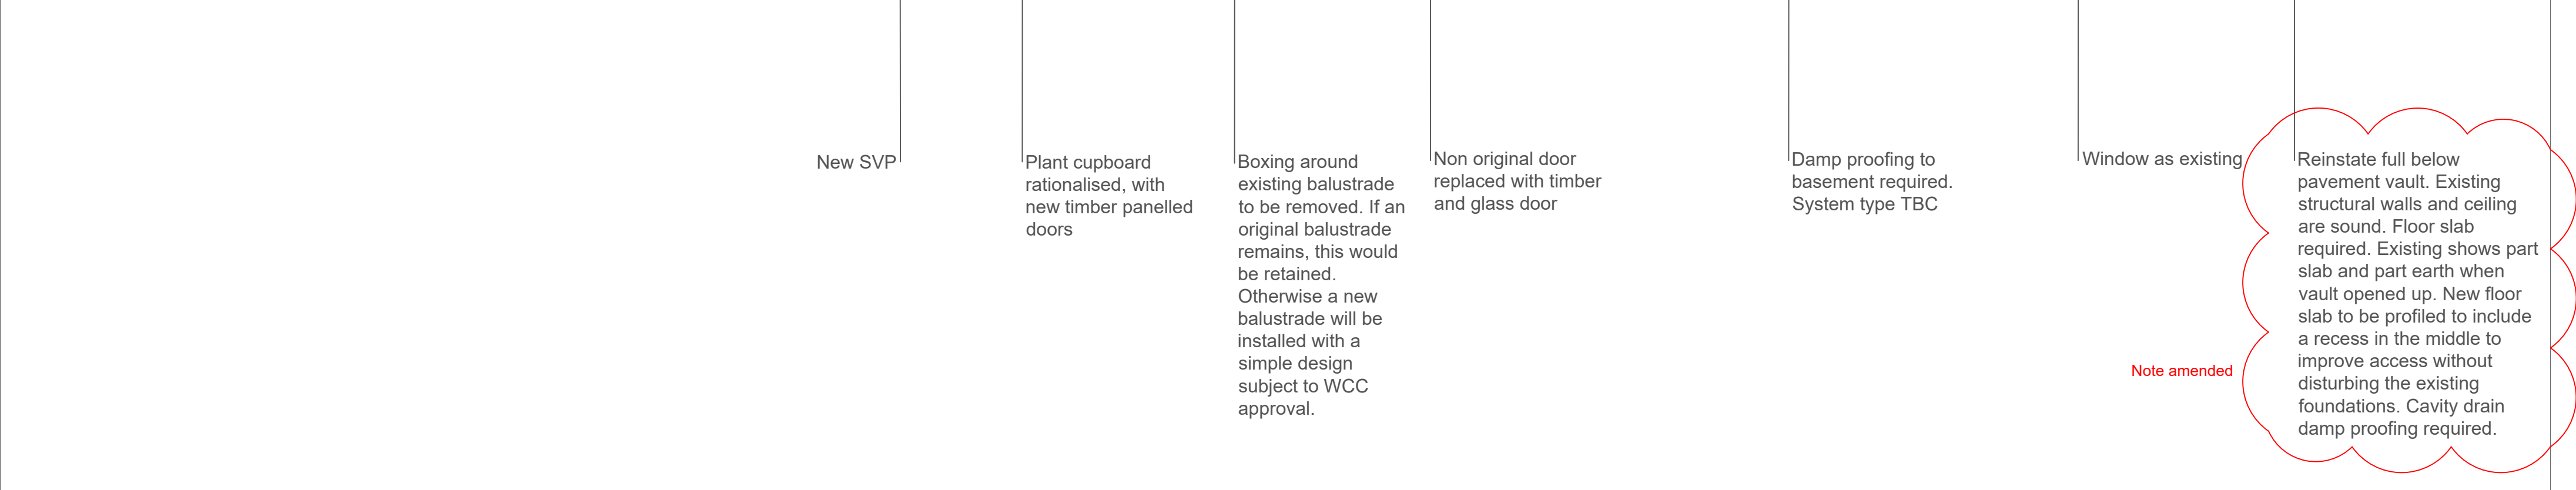 New SVP
Plant cupboard
rationalised, with
new timber panelled
doors
Boxing around
existing balustrade
to be removed. If an
original balustrade
remains, this would
be retained.
Otherwise a new
balustrade will be
installed with a
simple design
subject to WCC
approval.
Non original door
replaced with timber
and glass door
Damp proofing to
basement required.
System type TBC
Window as existing
Reinstate full below
pavement vault. Existing
structural walls and ceiling
are sound. Floor slab
required. Existing shows part
slab and part earth when
vault opened up. New floor
slab to be profiled to include
a recess in the middle to
improve access without
disturbing the existing
foundations. Cavity drain
damp proofing required.
Note amended